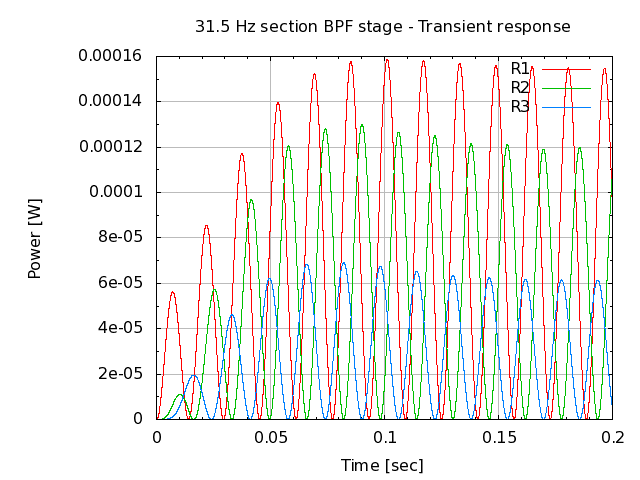 31.5 Hz section BPF stage - Transient response
0.00016
R1
R2
R3
0.00014
0.00012
0.0001
8e-05
6e-05
4e-05
2e-05
0
Power [W]
0 0.05 0.1 0.15 0.2
Time [sec]